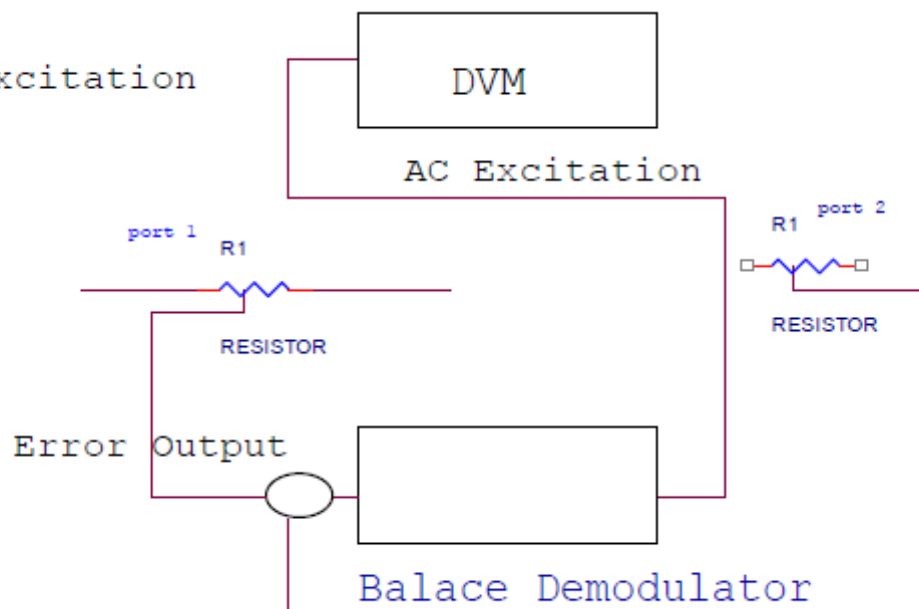 xcitation
DVM
AC Excitation
port 1
R1
RESISTOR
R1
port 2
RESISTOR
Error Output
Balace Demodulator